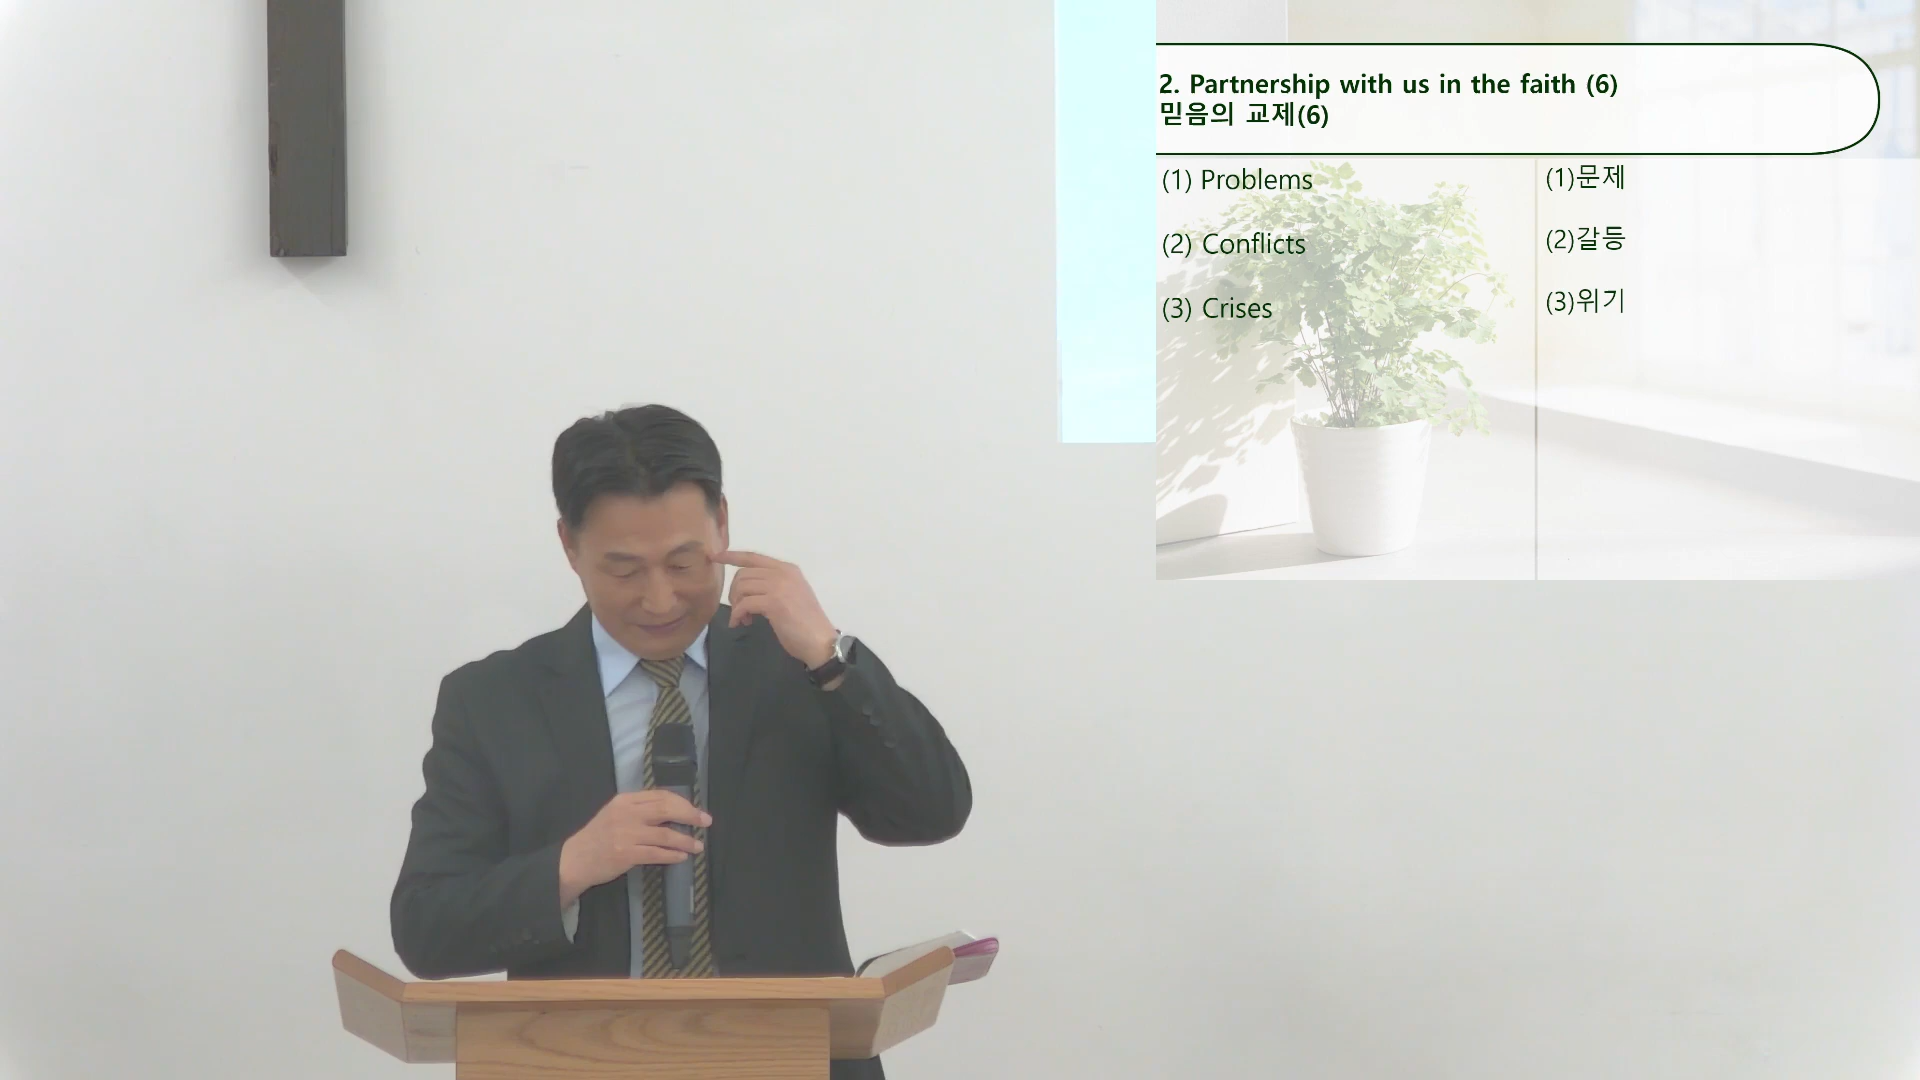 2. Partnership with us in the faith (6)
믿음의 교제(6)
(1) Problems
(2) Conflicts
(3) Crises
(1)문제
(2)갈등
(3)위기